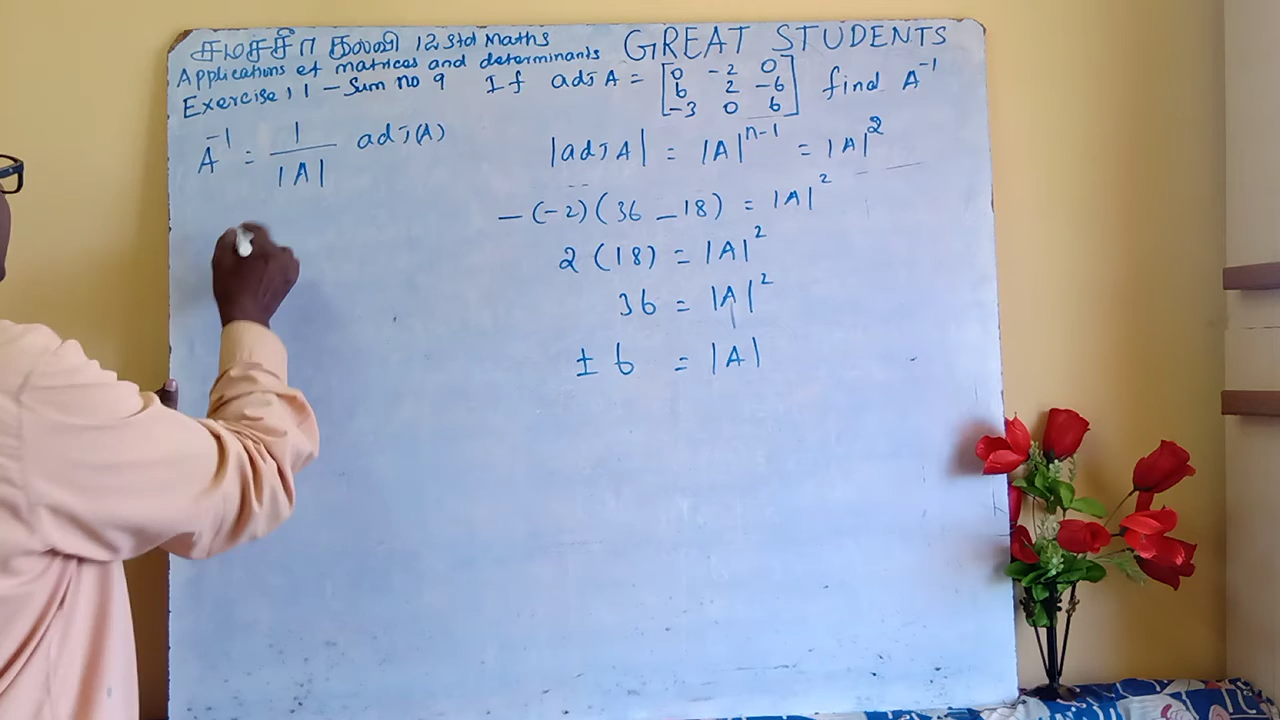 சமச்சீர் கல்வி 12 Std Maths GREAT STUDENTS
Applications of matrices and determinants
Exercise 1.1 - Sum no 9 If adj A = [0 -2 0; 6 2 -6; -3 0 6] find A⁻¹
A⁻¹ = 1/|A| adj(A)
|adj A| = |A|ⁿ⁻¹ = |A|²
-(-2)(36 - 18) = |A|²
2(18) = |A|²
36 = |A|²
± 6 = |A|